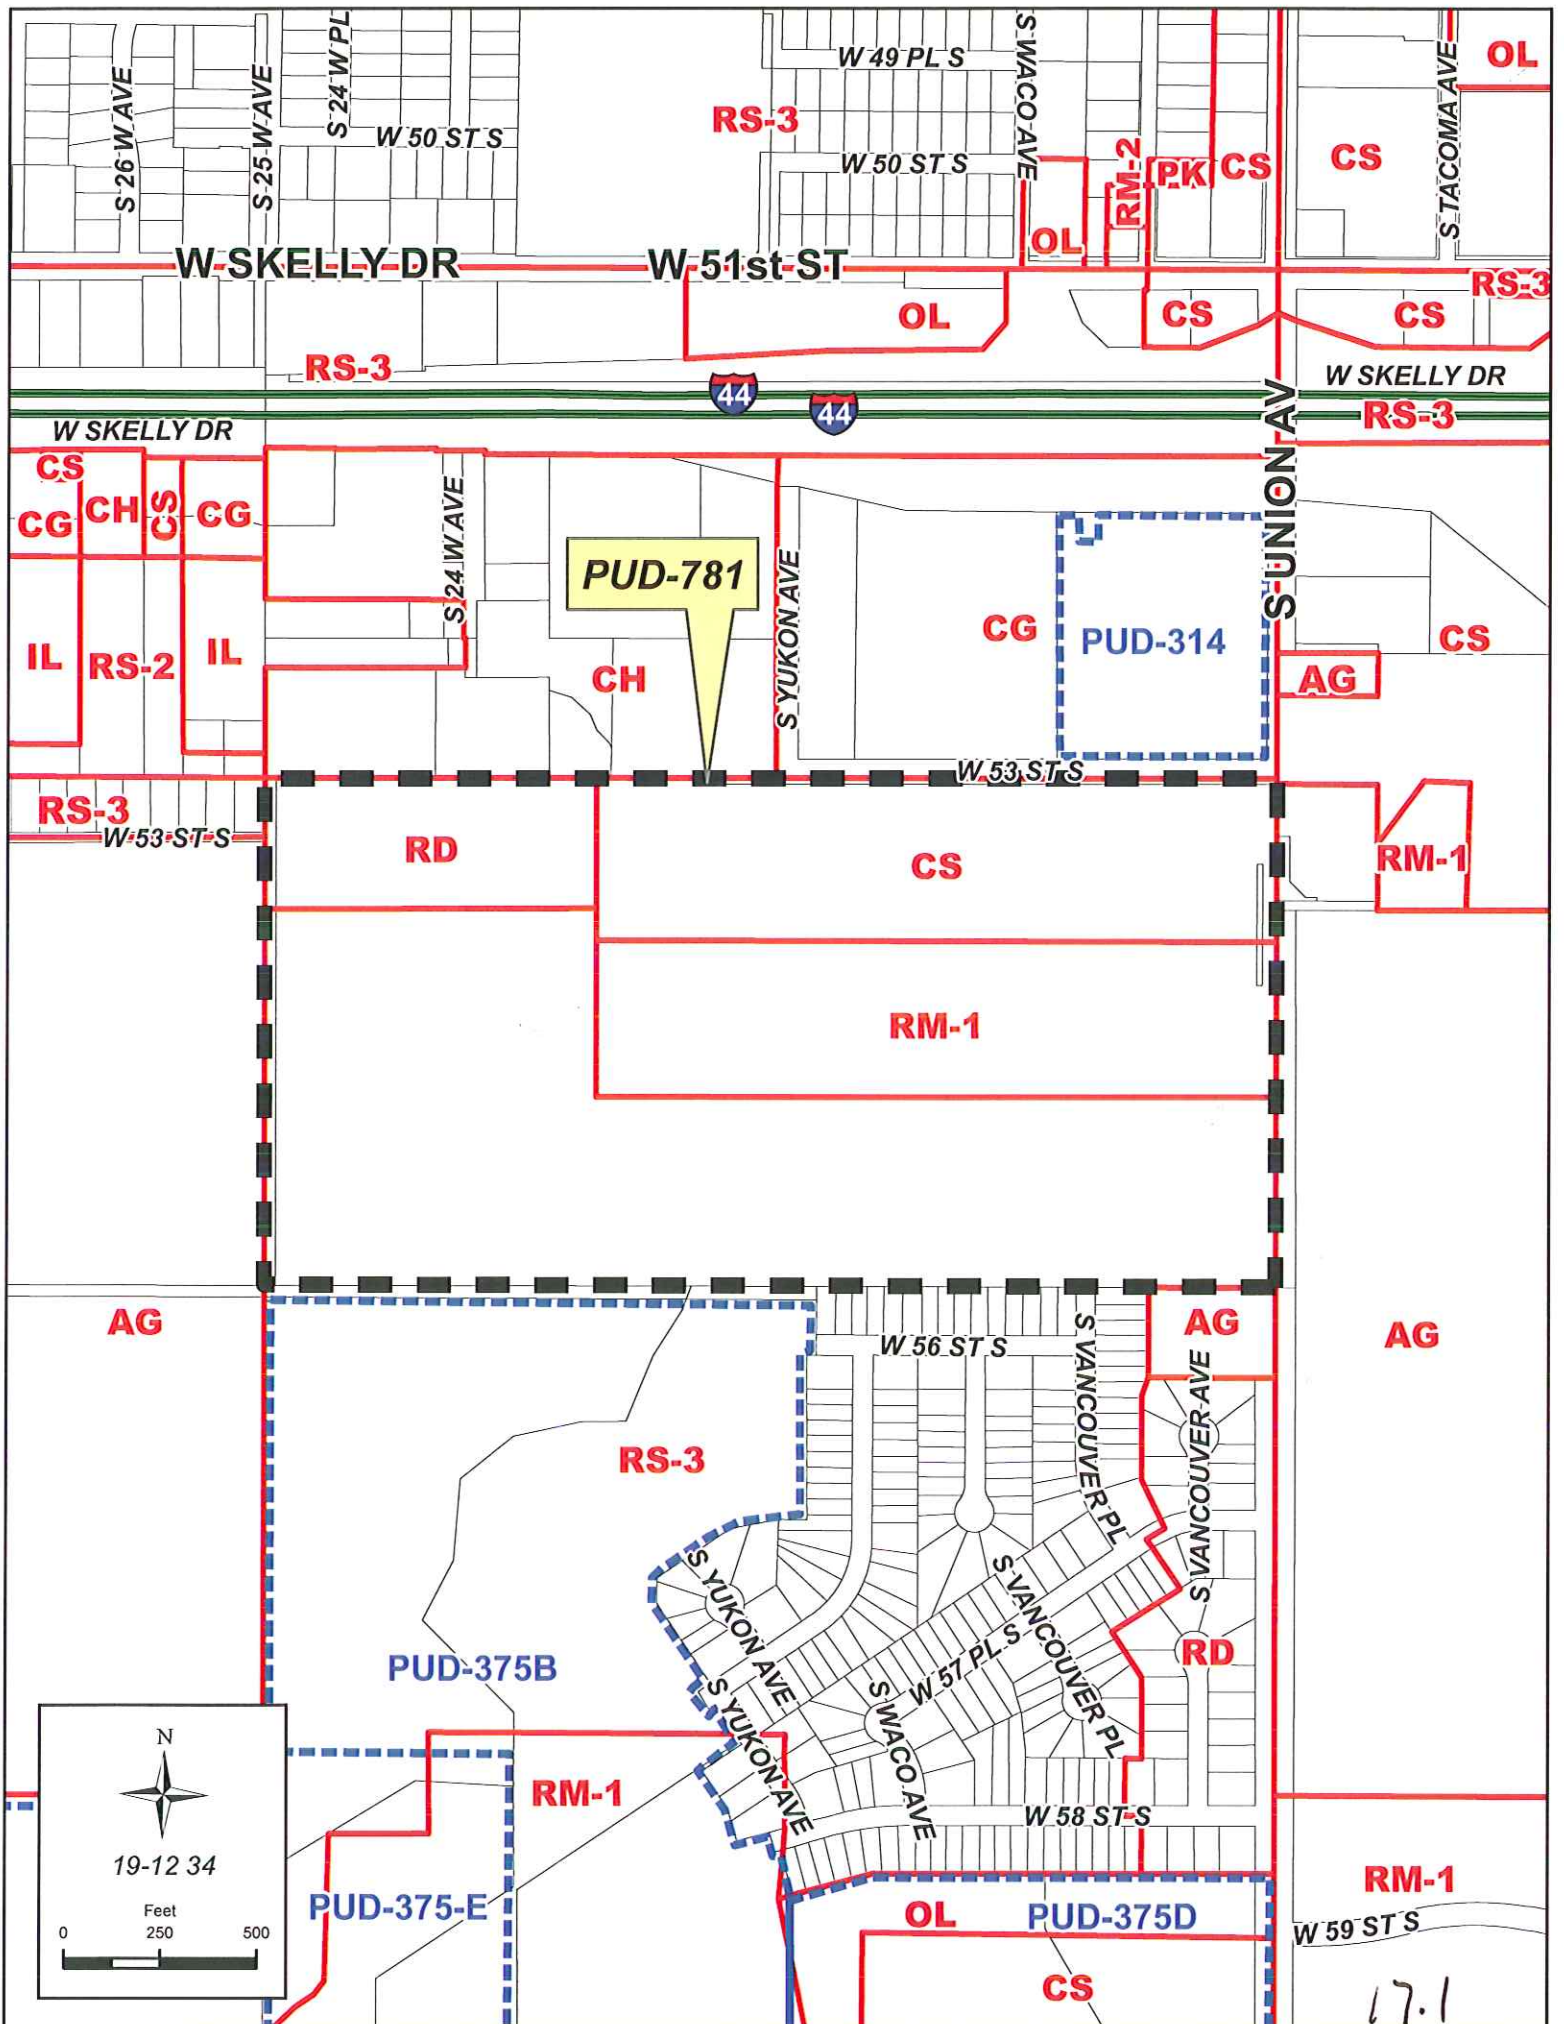 S 26 W AVE
S 25 W AVE
S 24 W PL
W 50 ST S
RS-3
W 49 PL S
W 50 ST S
S WACO AVE
OL
RM-2
PK
CS
CS
S TACOMA AVE
OL
W SKELLY DR
W 51st ST
RS-3
OL
CS
CS
RS-3
44
44
W SKELLY DR
RS-3
W SKELLY DR
S UNION AV
CS
CG
CH
CS
CG
S 24 W AVE
PUD-781
S YUKON AVE
CG
PUD-314
CS
IL
RS-2
IL
CH
AG
W 53 ST S
RS-3
W 53 ST S
RD
CS
RM-1
RM-1
AG
AG
AG
W 56 ST S
S VANCOUVER PL
S VANCOUVER AVE
RS-3
S YUKON AVE
S VANCOUVER PL
W 57 PL S
RD
PUD-375B
S YUKON AVE
S WACO AVE
N
19-12 34
Feet
0 250 500
RM-1
W 58 ST S
RM-1
PUD-375-E
OL
PUD-375D
W 59 ST S
CS
17.1